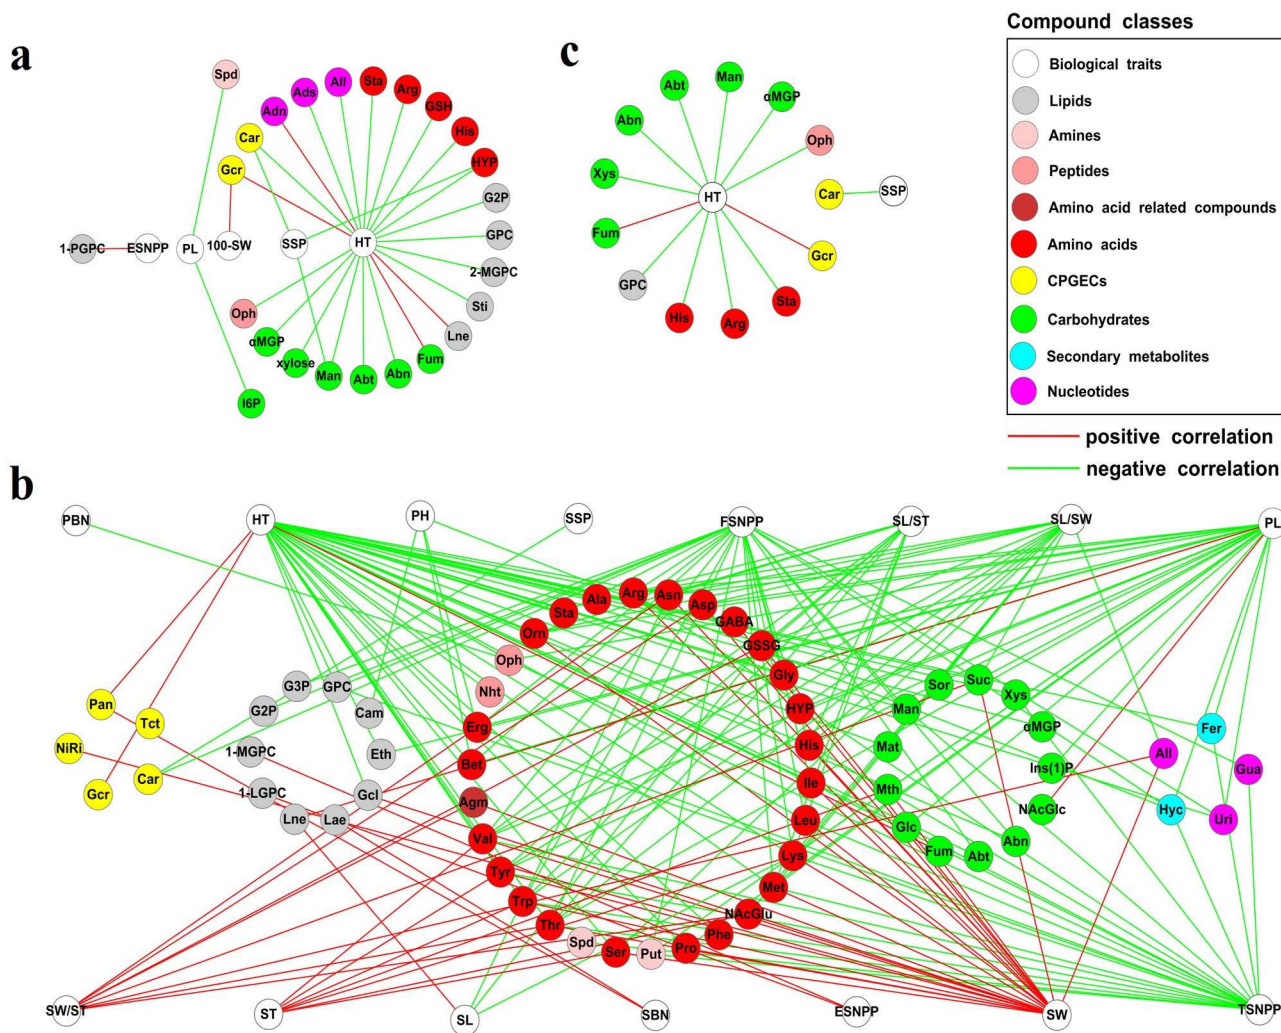 a
c
Compound classes
Biological traits
Lipids
Amines
Peptides
Amino acid related compounds
Amino acids
CPGECs
Carbohydrates
Secondary metabolites
Nucleotides
positive correlation
negative correlation
Spd
Adn
Ads
All
Sta
Arg
GSH
His
HYP
Car
Gcr
G2P
GPC
2-MGPC
Sti
Lne
Fum
Abn
Abt
Man
xylose
αMGP
Oph
I6P
1-PGPC
ESNPP
PL
100-SW
SSP
HT
Abt
Man
αMGP
Abn
Oph
Xys
Car
SSP
HT
Fum
Gcr
GPC
His
Arg
Sta
b
PBN
HT
PH
SSP
FSNPP
SL/ST
SL/SW
PL
Pan
Tct
NiRi
Car
Gcr
G3P
GPC
G2P
Cam
1-MGPC
Eth
1-LGPC
Gcl
Lne
Lae
Orn
Sta
Ala
Arg
Asn
Asp
GABA
GSSG
Gly
HYP
His
Ile
Leu
Lys
Met
NAcGlu
Phe
Pro
Put
Ser
Spd
Thr
Trp
Tyr
Val
Agm
Bet
Erg
Nht
Oph
Man
Sor
Suc
Xys
αMGP
Ins(1)P
NAcGlc
Abn
Abt
Fum
Glc
Mth
Mat
Fer
All
Gua
Hyc
Uri
SW/ST
ST
SL
SBN
ESNPP
SW
TSNPP